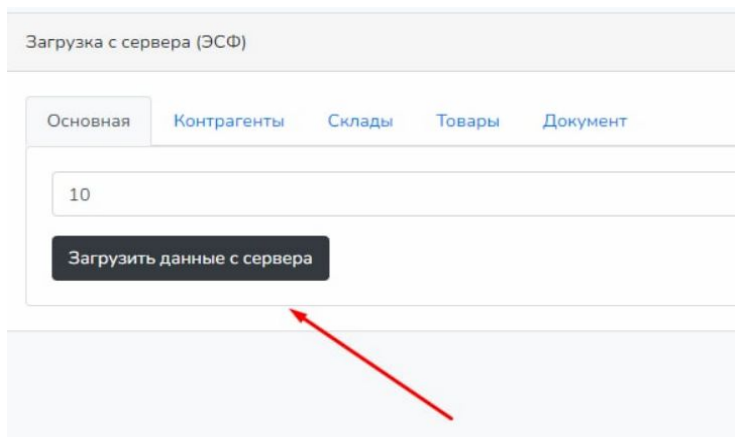 Загрузка с сервера (ЭСФ)
Основная Контрагенты Склады Товары Документ
10
Загрузить данные с сервера